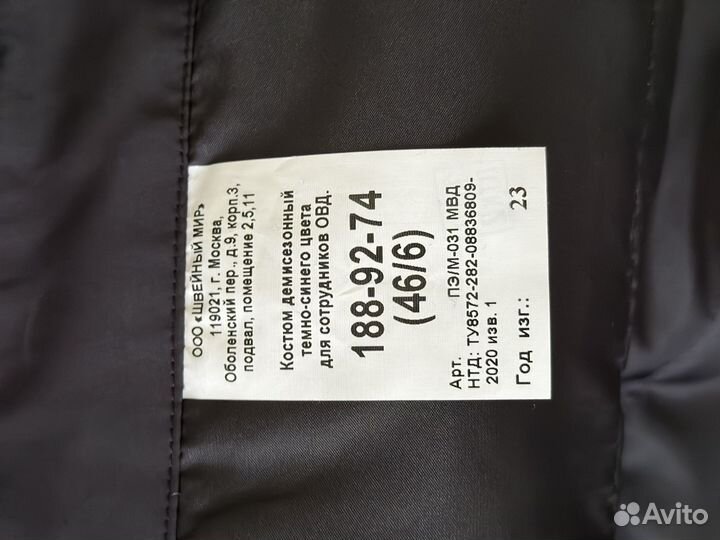 ООО «ШВЕЙНЫЙ МИР»
119021, г. Москва,
Оболенский пер., д.9, корп.3,
подвал, помещение 2,5,11
Костюм демисезонный
темно-синего цвета
для сотрудников ОВД.
188-92-74
(46/6)
Арт. ПЭ/М-031 МВД
НТД: ТУ8572-282-08836809-
2020 изв. 1
Год изг.: 23
Avito